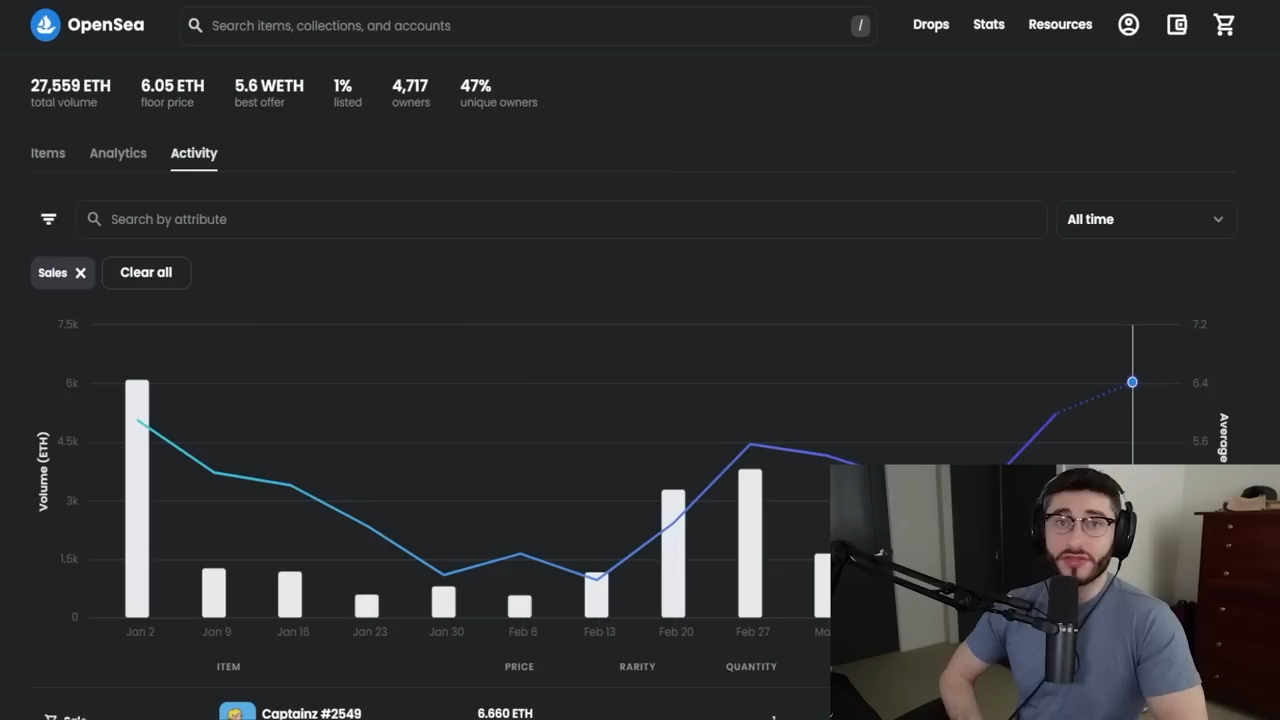 OpenSea
Search items, collections, and accounts
/
Drops Stats Resources
27,559 ETH 6.05 ETH 5.6 WETH 1% 4,717 47%
total volume floor price best offer listed owners unique owners
Items Analytics Activity
Search by attribute
All time
Sales Clear all
7.5k 7.2
6k 6.4
4.5k 5.6
3k
1.5k
0
Volume (ETH)
Average
Jan 2 Jan 9 Jan 16 Jan 23 Jan 30 Feb 6 Feb 13 Feb 20 Feb 27
ITEM PRICE RARITY QUANTITY
Sale Captainz #2549 6.660 ETH 1